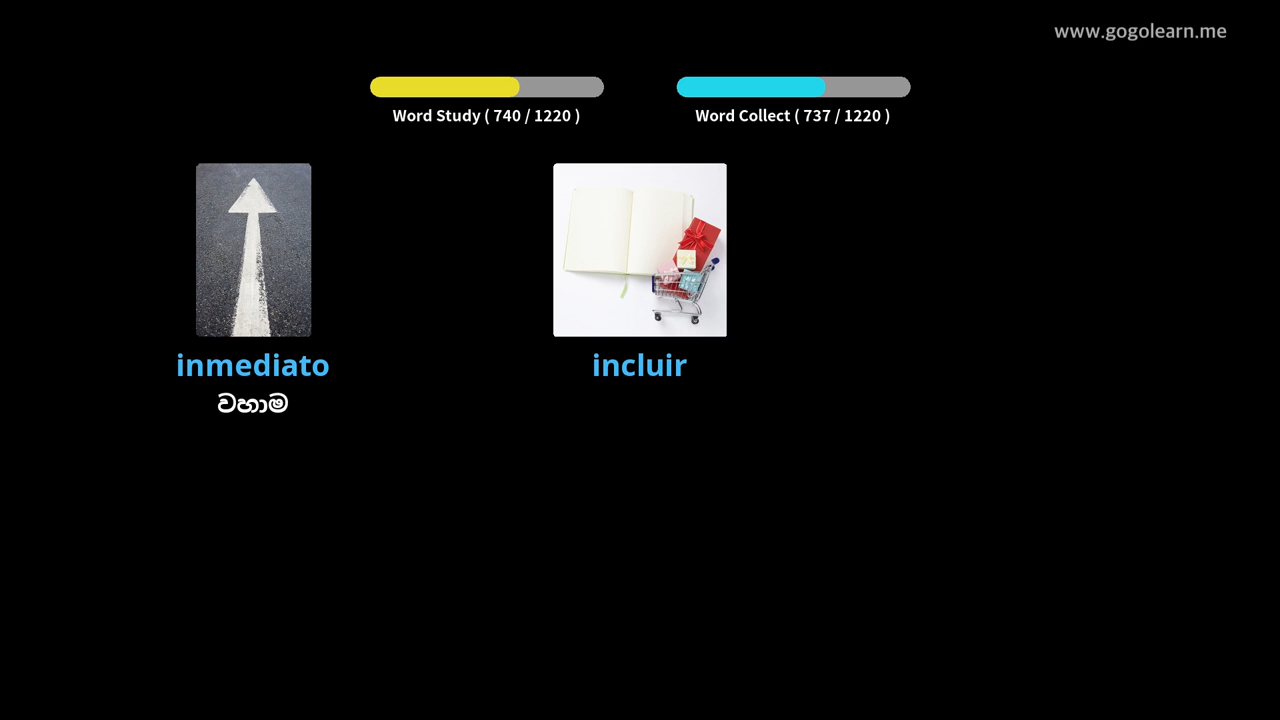 www.gogolearn.me
Word Study ( 740 / 1220 )
Word Collect ( 737 / 1220 )
inmediato
incluir
වහාම